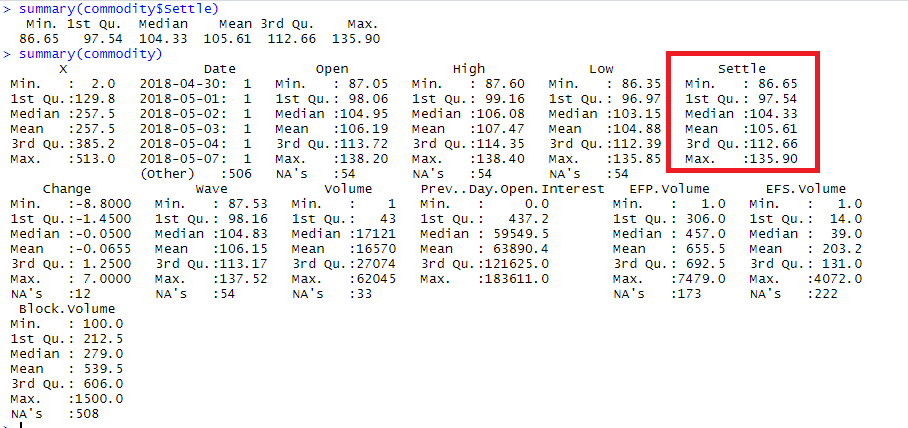 > summary(commodity$Settle)
   Min. 1st Qu.  Median    Mean 3rd Qu.    Max.
  86.65   97.54  104.33  105.61  112.66  135.90
> summary(commodity)
       X                 Date          Open             High             Low             Settle
 Min.   :  2.0   2018-04-30:  1   Min.   : 87.05   Min.   : 87.60   Min.   : 86.35   Min.   : 86.65
 1st Qu.:129.8   2018-05-01:  1   1st Qu.: 98.06   1st Qu.: 99.16   1st Qu.: 96.97   1st Qu.: 97.54
 Median :257.5   2018-05-02:  1   Median :104.95   Median :106.08   Median :103.15   Median :104.33
 Mean   :257.5   2018-05-03:  1   Mean   :106.19   Mean   :107.47   Mean   :104.88   Mean   :105.61
 3rd Qu.:385.2   2018-05-04:  1   3rd Qu.:113.72   3rd Qu.:114.35   3rd Qu.:112.39   3rd Qu.:112.66
 Max.   :513.0   2018-05-07:  1   Max.   :138.20   Max.   :138.40   Max.   :135.85   Max.   :135.90
                 (Other)   :506   NA's   :54       NA's   :54       NA's   :54
     Change             Wave            Volume      Prev..Day.Open.Interest   EFP.Volume       EFS.Volume
 Min.   :-8.8000   Min.   : 87.53   Min.   :    1   Min.   :     0.0        Min.   :   1.0   Min.   :   1.0
 1st Qu.:-1.4500   1st Qu.: 98.16   1st Qu.:   43   1st Qu.:   437.2        1st Qu.: 306.0   1st Qu.:  14.0
 Median :-0.0500   Median :104.83   Median :17121   Median : 59549.5        Median : 457.0   Median :  39.0
 Mean   :-0.0655   Mean   :106.15   Mean   :16570   Mean   : 63890.4        Mean   : 655.5   Mean   : 203.2
 3rd Qu.: 1.2500   3rd Qu.:113.17   3rd Qu.:27074   3rd Qu.:121625.0        3rd Qu.: 692.5   3rd Qu.: 131.0
 Max.   : 7.0000   Max.   :137.52   Max.   :62045   Max.   :183611.0        Max.   :7479.0   Max.   :4072.0
 NA's   :12        NA's   :54       NA's   :33                              NA's   :173      NA's   :222
  Block.Volume
 Min.   : 100.0
 1st Qu.: 212.5
 Median : 279.0
 Mean   : 539.5
 3rd Qu.: 606.0
 Max.   :1500.0
 NA's   :508
>